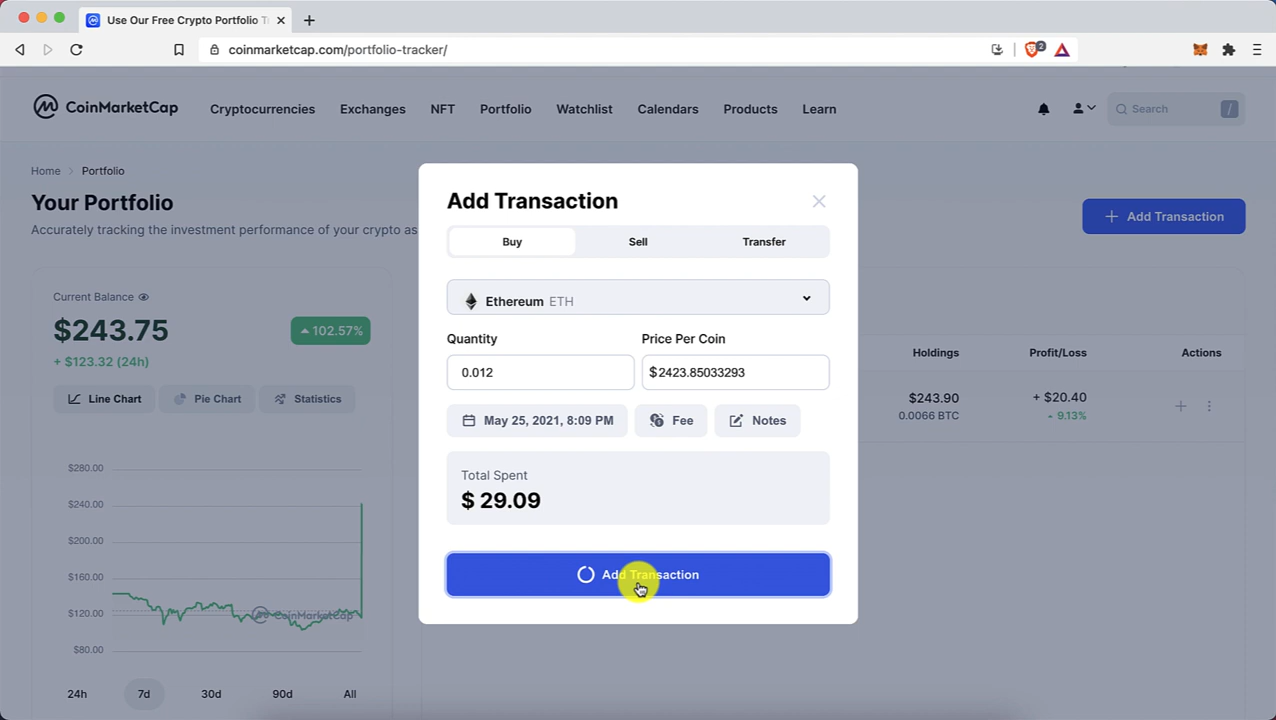 Use Our Free Crypto Portfolio T
coinmarketcap.com/portfolio-tracker/
2
CoinMarketCap
Cryptocurrencies
Exchanges
NFT
Portfolio
Watchlist
Calendars
Products
Learn
Search
/
Home
Portfolio
Your Portfolio
Accurately tracking the investment performance of your crypto as
+ Add Transaction
Current Balance
$243.75
102.57%
+ $123.32 (24h)
Line Chart
Pie Chart
Statistics
$280.00
$240.00
$200.00
$160.00
$120.00
$80.00
CoinMarketCap
24h
7d
30d
90d
All
Add Transaction
Buy
Sell
Transfer
Ethereum ETH
Quantity
Price Per Coin
0.012
$2423.85033293
May 25, 2021, 8:09 PM
Fee
Notes
Total Spent
$ 29.09
Add Transaction
Holdings
Profit/Loss
Actions
$243.90
0.0066 BTC
+ $20.40
9.13%